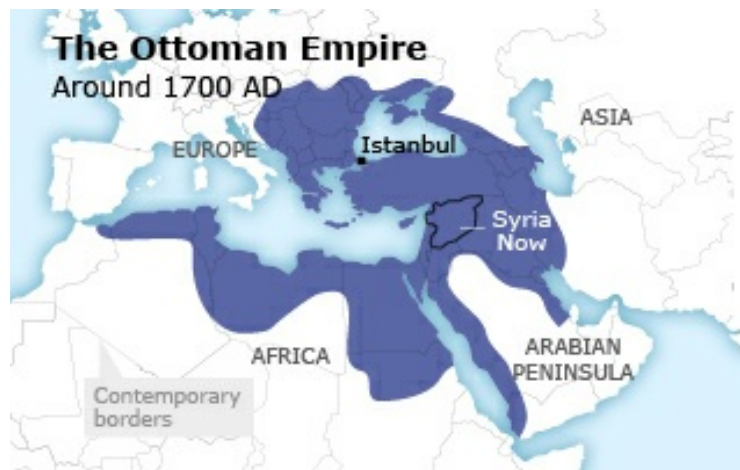 The Ottoman Empire
Around 1700 AD
ASIA
EUROPE
Istanbul
Syria
Now
AFRICA
ARABIAN
PENINSULA
Contemporary
borders